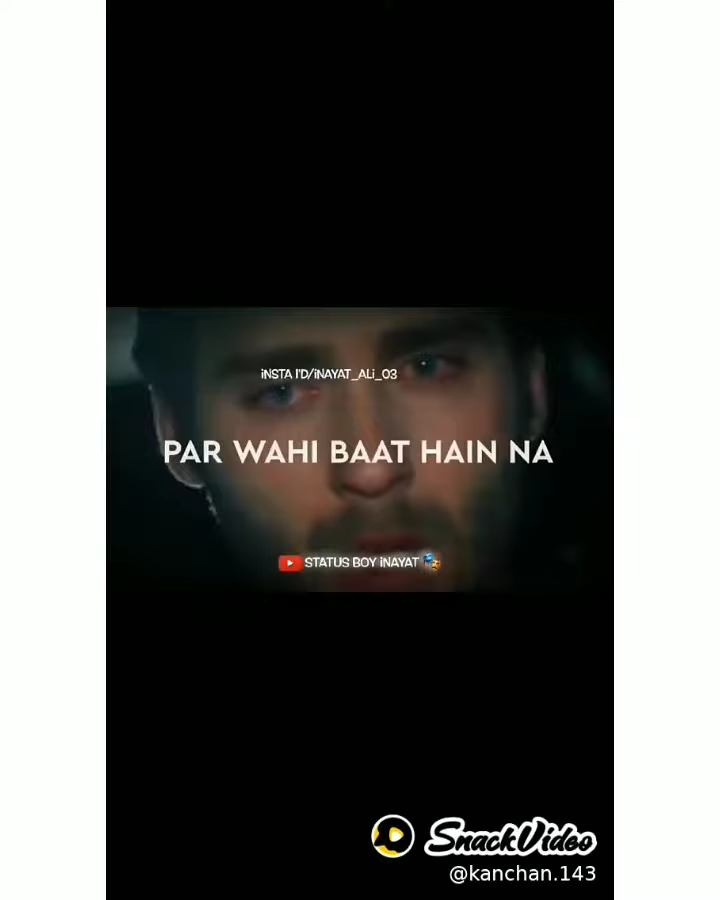 iNSTA I'D/iNAYAT_ALi_03
PAR WAHI BAAT HAIN NA
STATUS BOY iNAYAT
SnackVideo
@kanchan.143